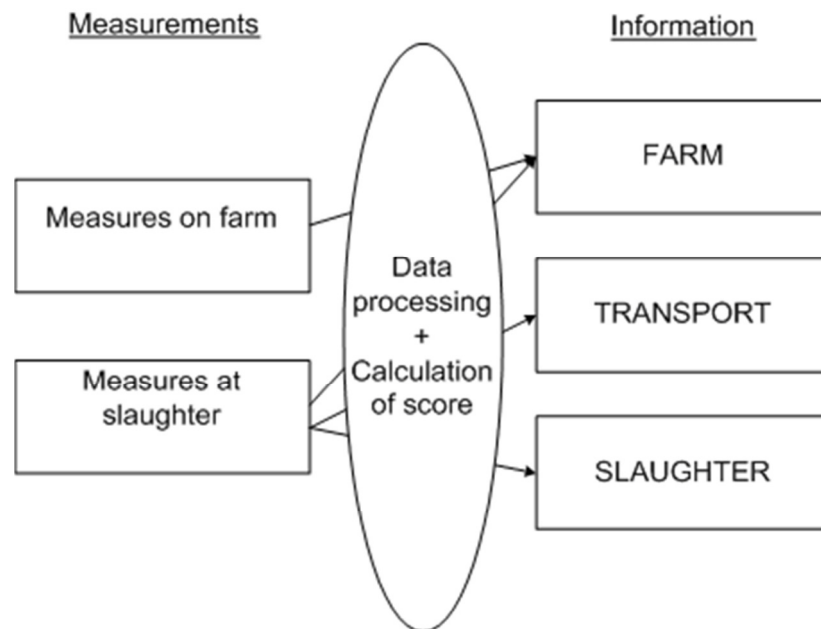 Measurements
Information
Measures on farm
Measures at
slaughter
Data
processing
+
Calculation
of score
FARM
TRANSPORT
SLAUGHTER